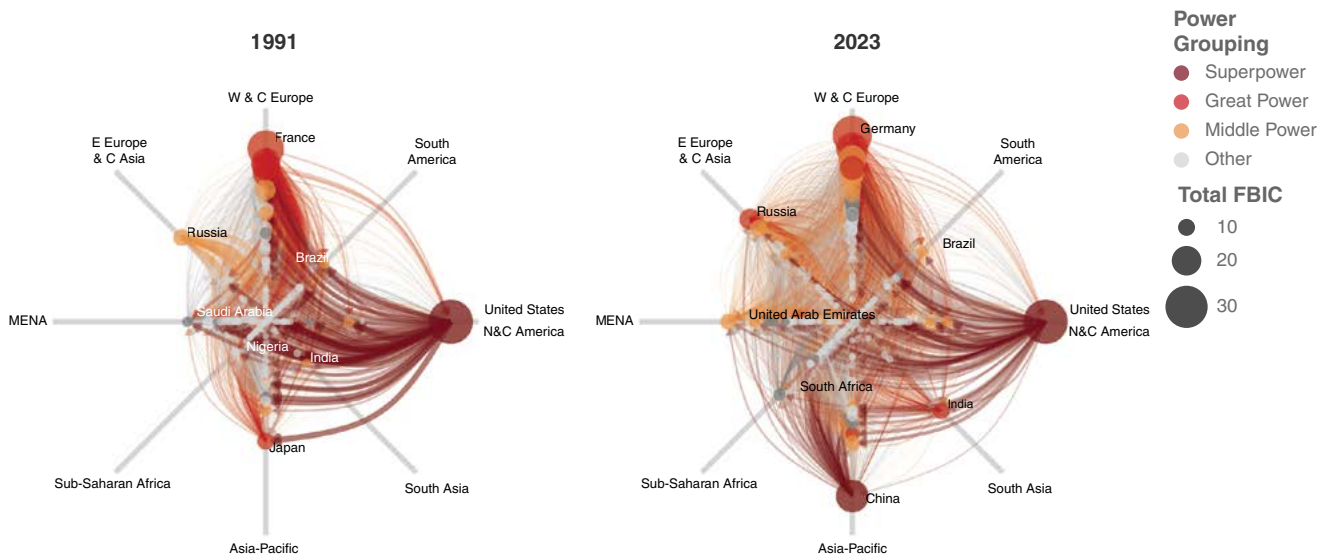 1991
W & C Europe
France
E Europe
& C Asia
South
America
Russia
Brazil
MENA
Saudi Arabia
United States
N&C America
Nigeria
India
Japan
Sub-Saharan Africa
South Asia
Asia-Pacific
2023
W & C Europe
Germany
E Europe
& C Asia
South
America
Russia
Brazil
MENA
United Arab Emirates
United States
N&C America
South Africa
India
China
Sub-Saharan Africa
South Asia
Asia-Pacific
Power
Grouping
Superpower
Great Power
Middle Power
Other
Total FBIC
10
20
30